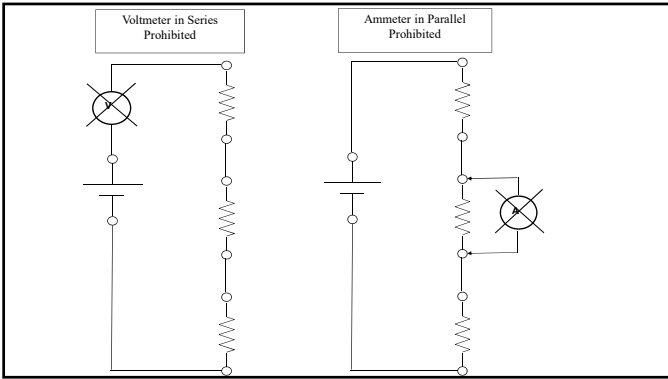 Voltmeter in Series
Prohibited
Ammeter in Parallel
Prohibited
V
A